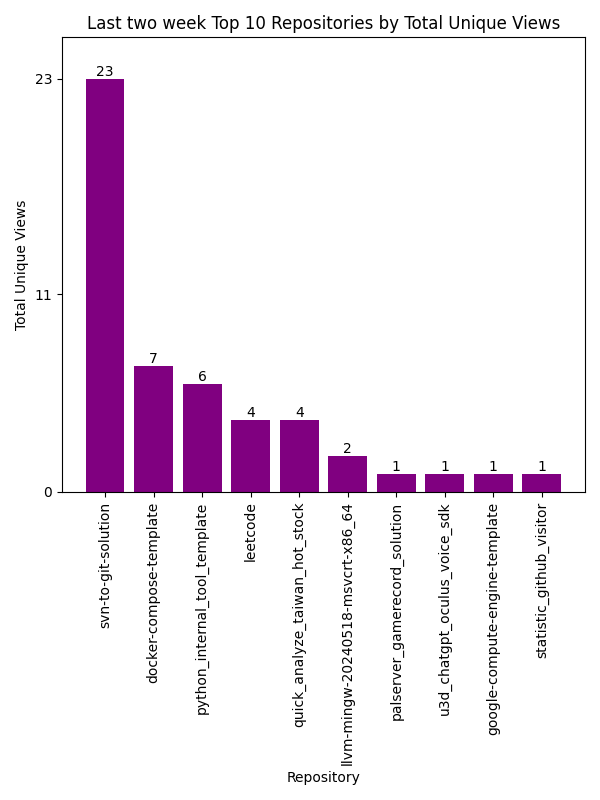 Last two week Top 10 Repositories by Total Unique Views
Total Unique Views
23
11
0
23
7
6
4
4
2
1
1
1
1
svn-to-git-solution
docker-compose-template
python_internal_tool_template
leetcode
quick_analyze_taiwan_hot_stock
llvm-mingw-20240518-msvcrt-x86_64
palserver_gamerecord_solution
u3d_chatgpt_oculus_voice_sdk
google-compute-engine-template
statistic_github_visitor
Repository